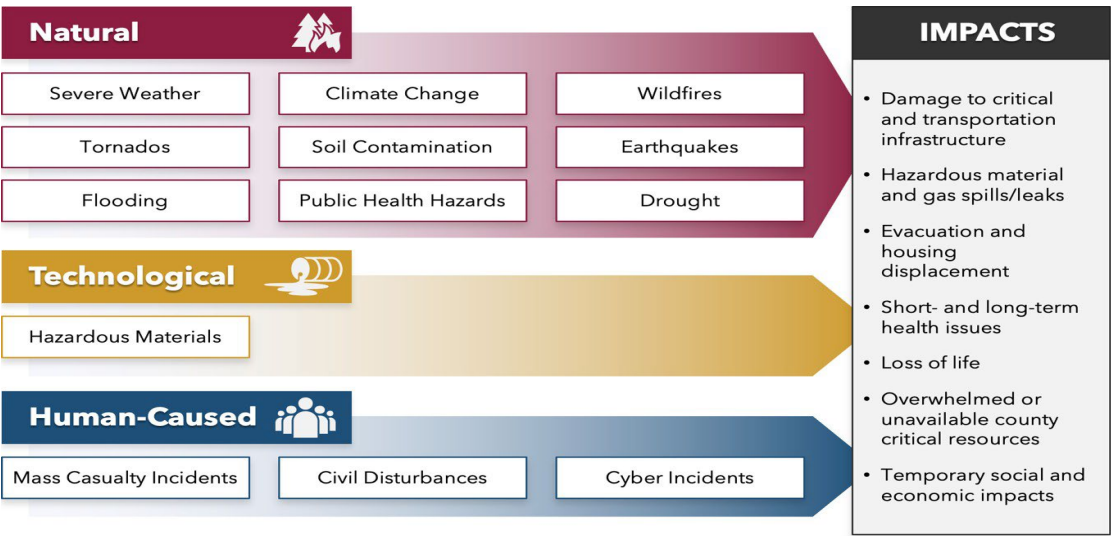 Natural
Severe Weather
Climate Change
Wildfires
Tornados
Soil Contamination
Earthquakes
Flooding
Public Health Hazards
Drought
Technological
Hazardous Materials
Human-Caused
Mass Casualty Incidents
Civil Disturbances
Cyber Incidents
IMPACTS
• Damage to critical
and transportation
infrastructure
• Hazardous material
and gas spills/leaks
• Evacuation and
housing
displacement
• Short- and long-term
health issues
• Loss of life
• Overwhelmed or
unavailable county
critical resources
• Temporary social and
economic impacts